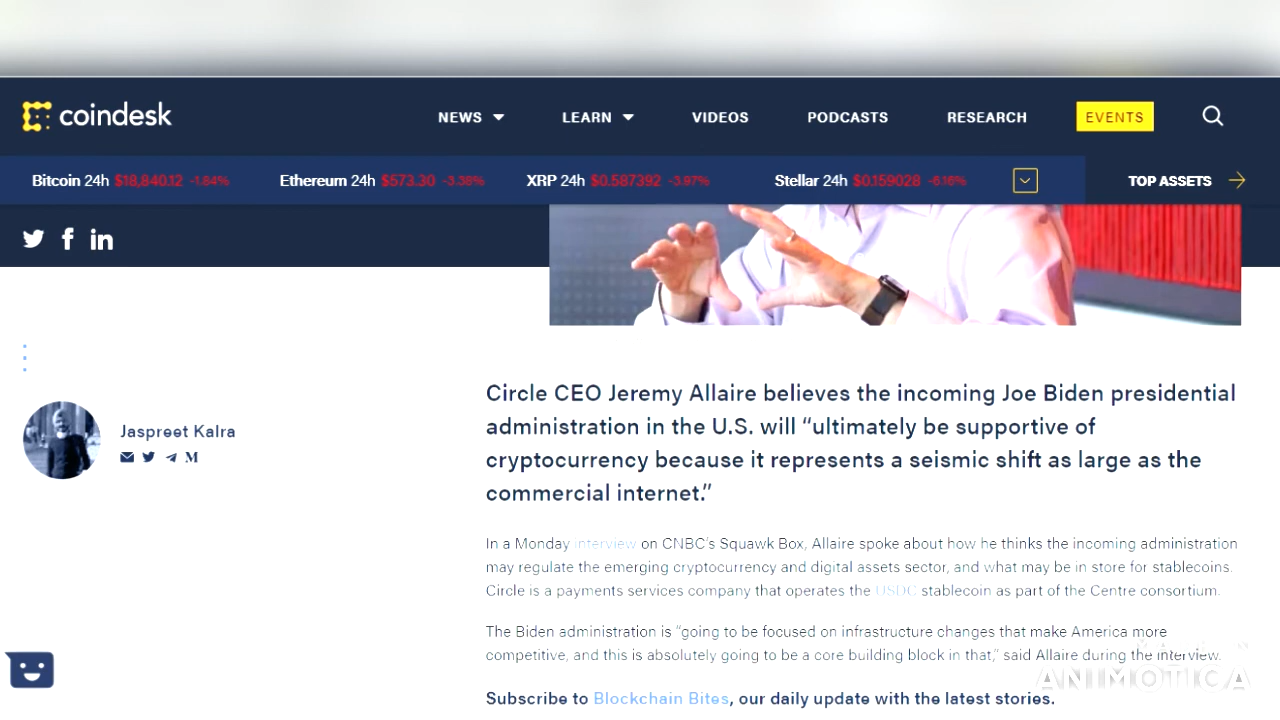 coindesk
NEWS LEARN VIDEOS PODCASTS RESEARCH EVENTS
Bitcoin 24h $18,840.12 -1.84% Ethereum 24h $573.30 -3.38% XRP 24h $0.587392 -3.97% Stellar 24h $0.159028 -6.16% TOP ASSETS
Circle CEO Jeremy Allaire believes the incoming Joe Biden presidential
administration in the U.S. will “ultimately be supportive of
cryptocurrency because it represents a seismic shift as large as the
commercial internet.”
Jaspreet Kalra
In a Monday interview on CNBC’s Squawk Box, Allaire spoke about how he thinks the incoming administration
may regulate the emerging cryptocurrency and digital assets sector, and what may be in store for stablecoins.
Circle is a payments services company that operates the USDC stablecoin as part of the Centre consortium.
The Biden administration is “going to be focused on infrastructure changes that make America more
competitive, and this is absolutely going to be a core building block in that,” said Allaire during the interview.
Subscribe to Blockchain Bites, our daily update with the latest stories.
ANIMOTICA